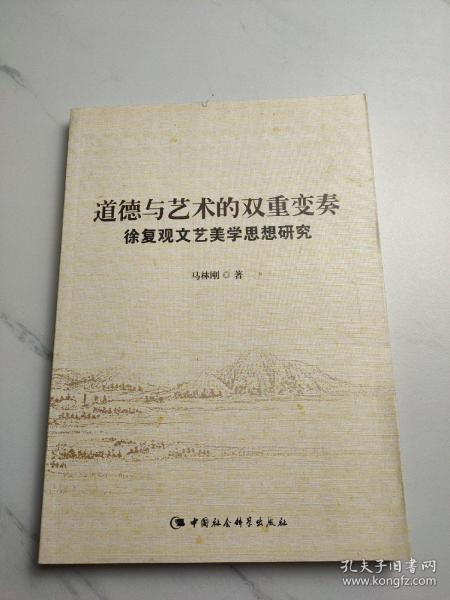 道德与艺术的双重变奏
徐复观文艺美学思想研究
马林刚◎著
中国社会科学出版社
孔夫子旧书网
www.kongfz.com